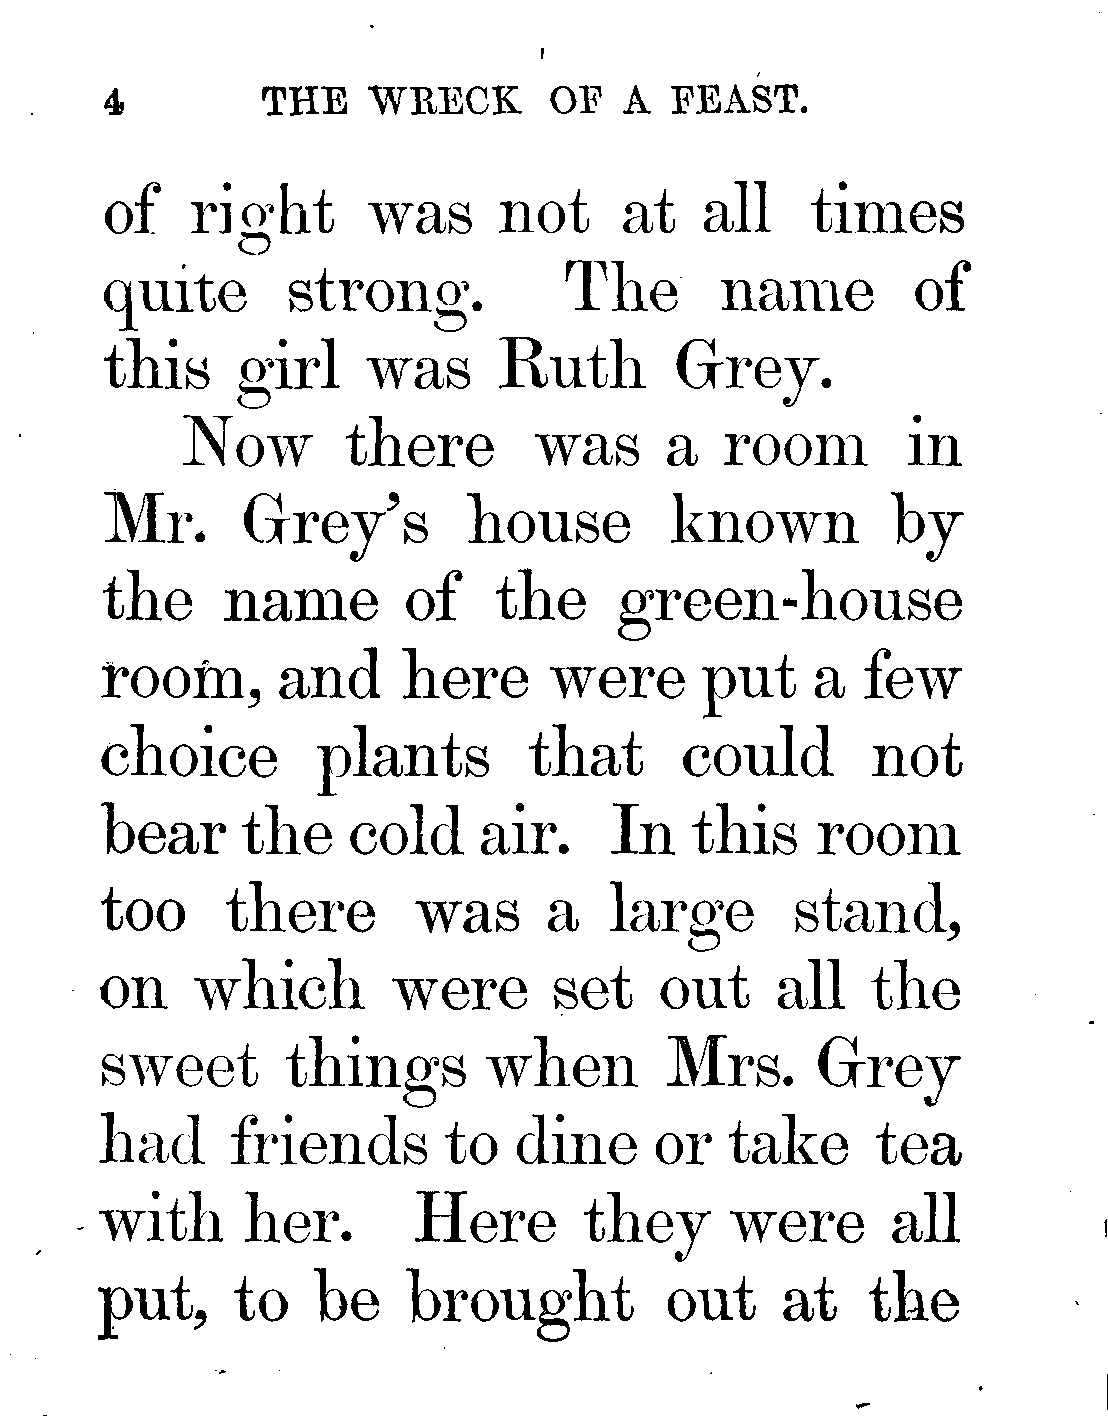 4 THE WRECK OF A FEAST.
of right was not at all times
quite strong. The name of
this girl was Ruth Grey.
Now there was a room in
Mr. Grey's house known by
the name of the green-house
room, and here were put a few
choice plants that could not
bear the cold air. In this room
too there was a large stand,
on which were set out all the
sweet things when Mrs. Grey
had friends to dine or take tea
with her. Here they were all
put, to be brought out at the